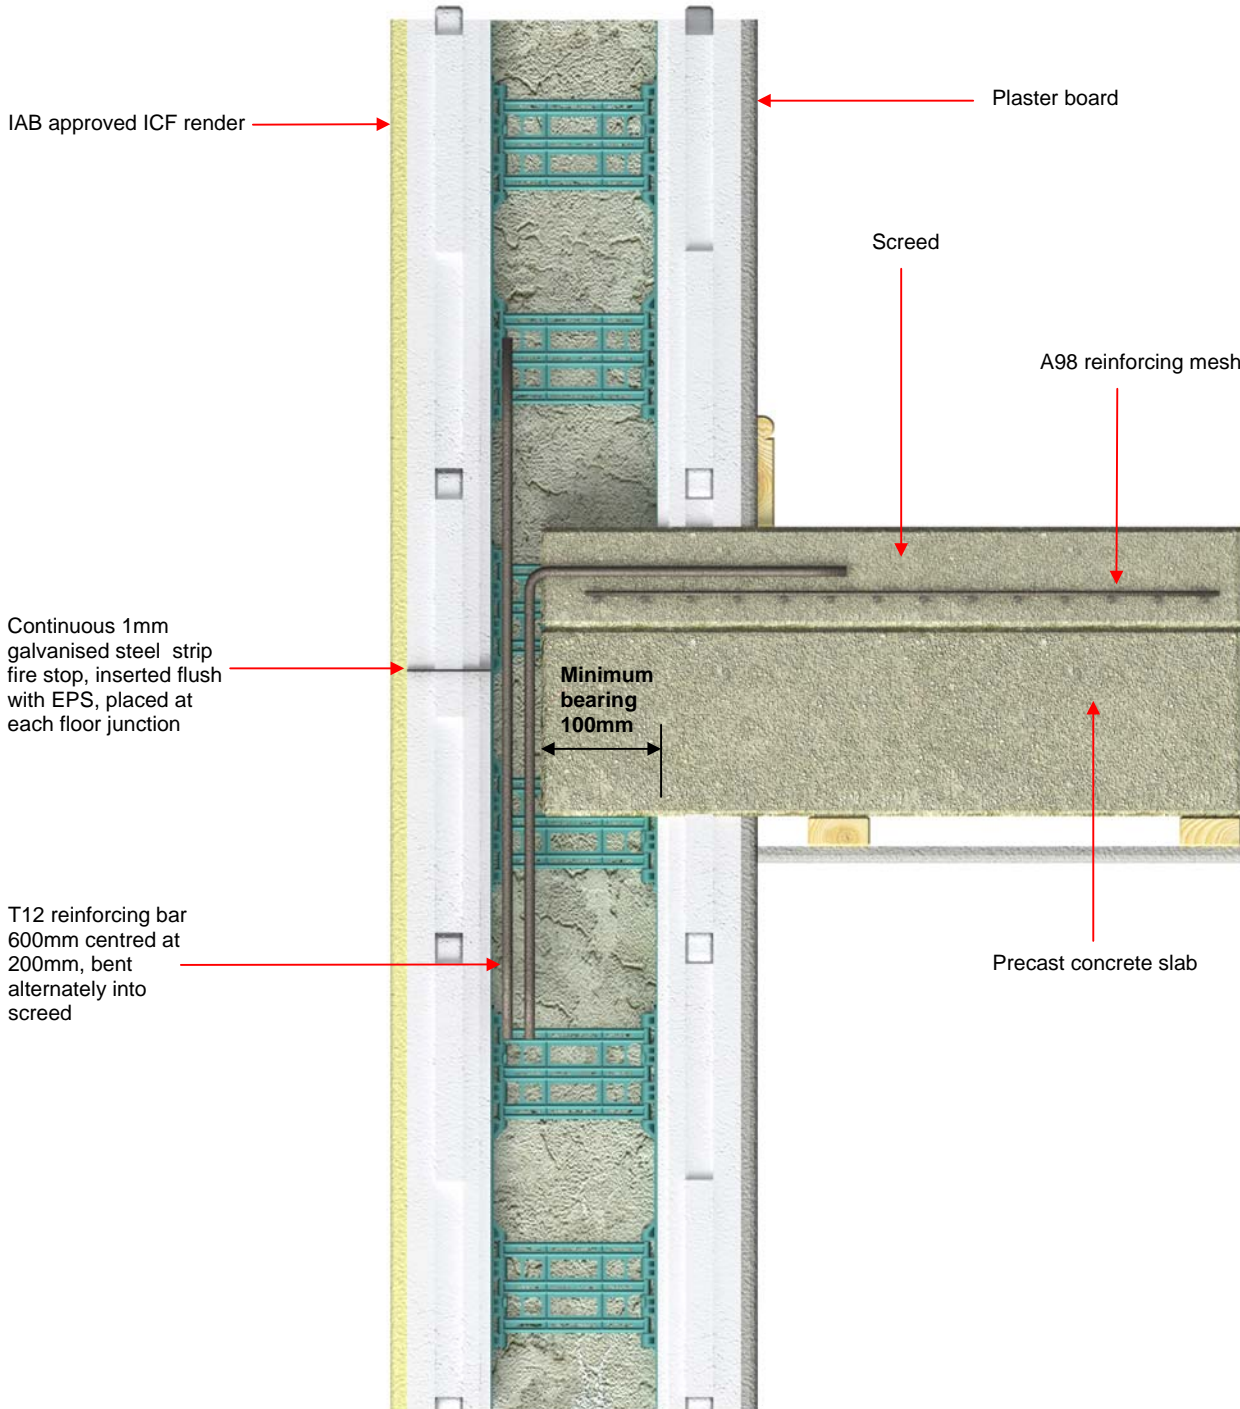 IAB approved ICF render
Plaster board
Screed
A98 reinforcing mesh
Continuous 1mm
galvanised steel strip
fire stop, inserted flush
with EPS, placed at
each floor junction
Minimum
bearing
100mm
T12 reinforcing bar
600mm centred at
200mm, bent
alternately into
screed
Precast concrete slab